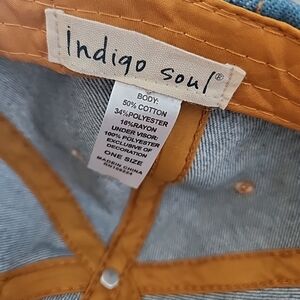 Indigo Soul®
BODY:
50% COTTON
34%POLYESTER
16%RAYON
UNDER VISOR:
100% POLYESTER
EXCLUSIVE OF
DECORATION
ONE SIZE
MADE IN CHINA